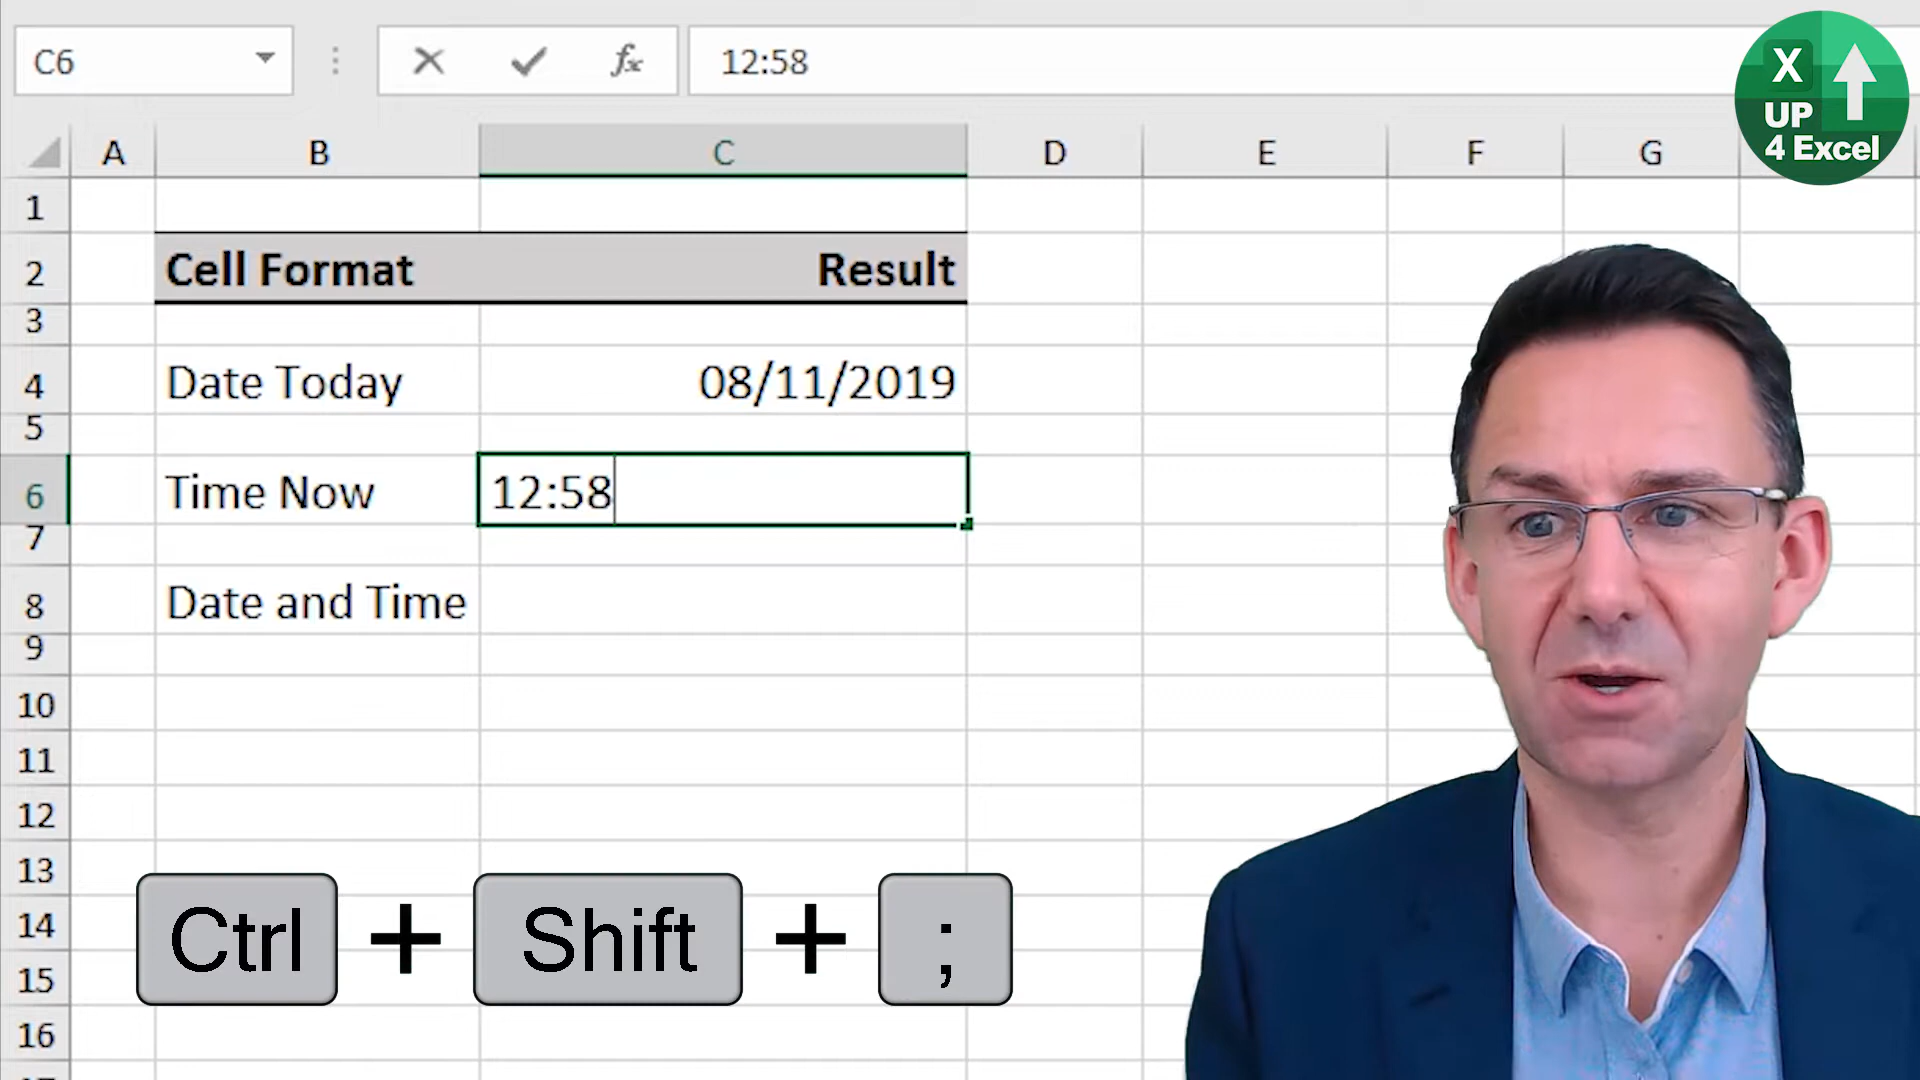 C6 fx 12:58
X
UP
4 Excel
A B C D E F G
1
2 Cell Format Result
3
4 Date Today 08/11/2019
5
6 Time Now 12:58
7
8 Date and Time
9
10
11
12
13
14
15
16
Ctrl + Shift + ;